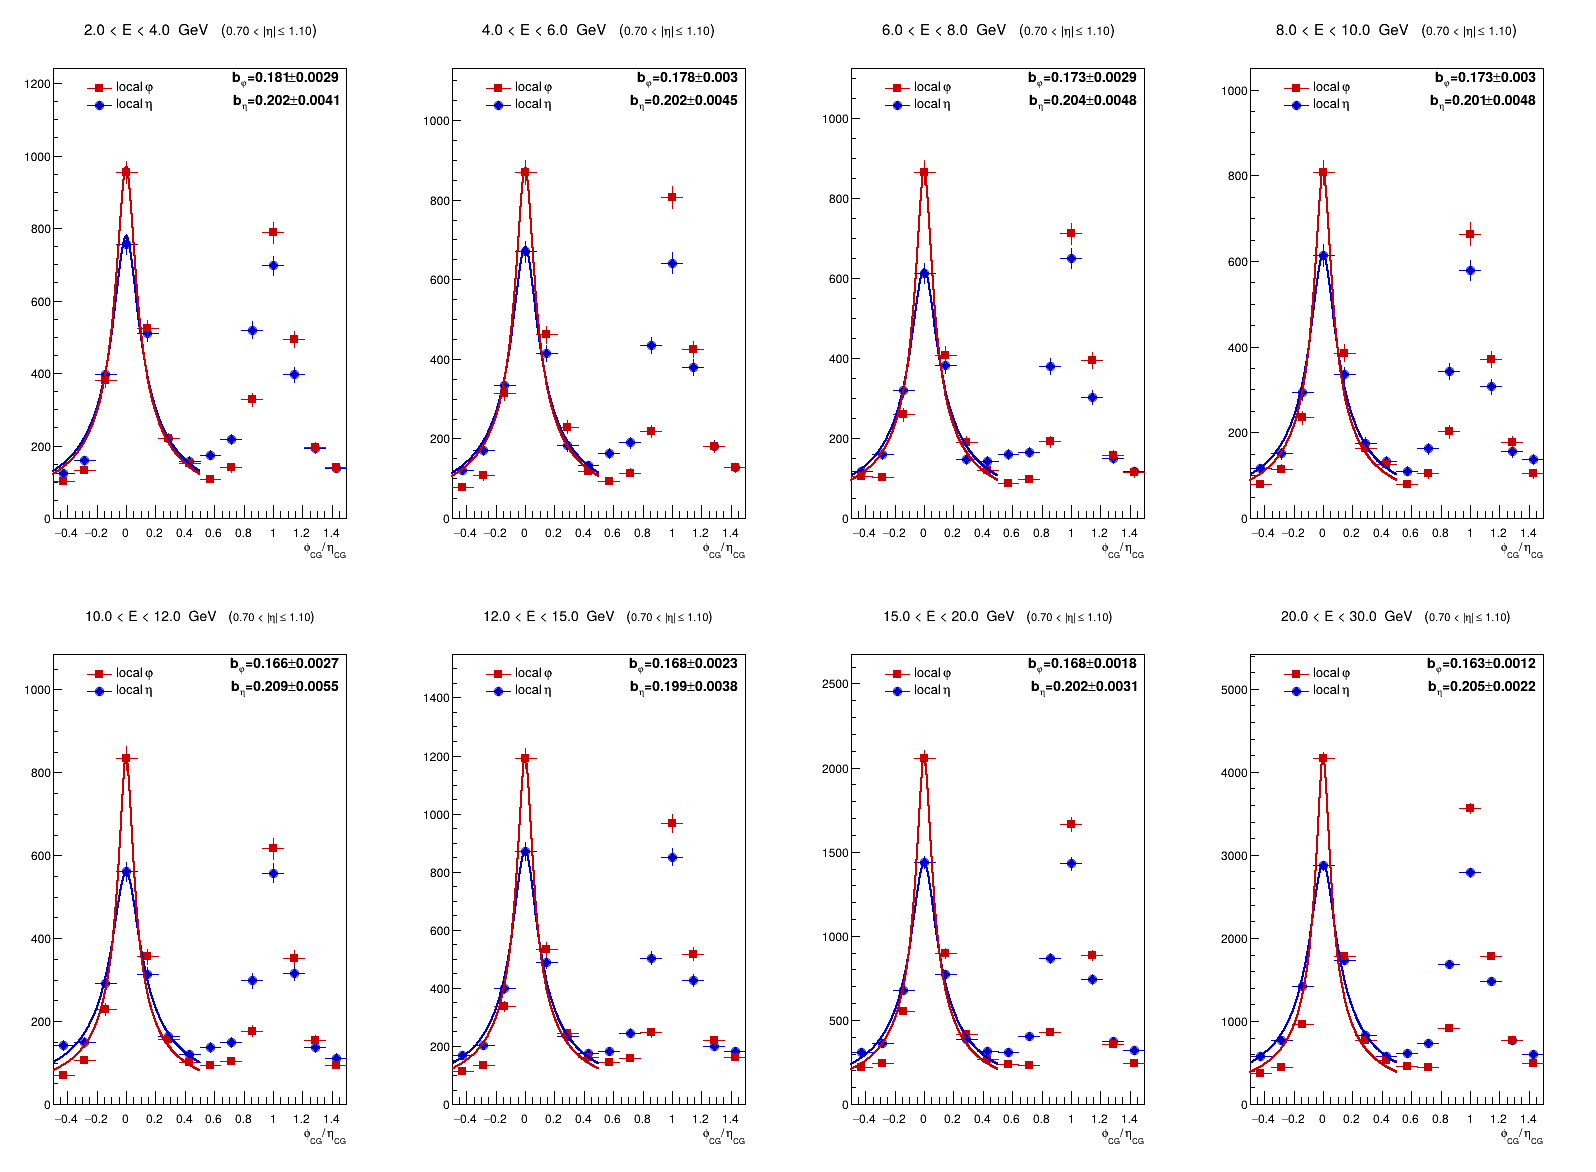 2.0 < E < 4.0 GeV (0.70 < |η| ≤ 1.10)
local φ
local η
b_φ=0.181±0.0029
b_η=0.202±0.0041
1200
1000
800
600
400
200
0
−0.4 −0.2 0 0.2 0.4 0.6 0.8 1 1.2 1.4
ϕ_CG/η_CG
4.0 < E < 6.0 GeV (0.70 < |η| ≤ 1.10)
local φ
local η
b_φ=0.178±0.003
b_η=0.202±0.0045
1000
800
600
400
200
0
−0.4 −0.2 0 0.2 0.4 0.6 0.8 1 1.2 1.4
ϕ_CG/η_CG
6.0 < E < 8.0 GeV (0.70 < |η| ≤ 1.10)
local φ
local η
b_φ=0.173±0.0029
b_η=0.204±0.0048
1000
800
600
400
200
0
−0.4 −0.2 0 0.2 0.4 0.6 0.8 1 1.2 1.4
ϕ_CG/η_CG
8.0 < E < 10.0 GeV (0.70 < |η| ≤ 1.10)
local φ
local η
b_φ=0.173±0.003
b_η=0.201±0.0048
1000
800
600
400
200
0
−0.4 −0.2 0 0.2 0.4 0.6 0.8 1 1.2 1.4
ϕ_CG/η_CG
10.0 < E < 12.0 GeV (0.70 < |η| ≤ 1.10)
local φ
local η
b_φ=0.166±0.0027
b_η=0.209±0.0055
1000
800
600
400
200
0
−0.4 −0.2 0 0.2 0.4 0.6 0.8 1 1.2 1.4
ϕ_CG/η_CG
12.0 < E < 15.0 GeV (0.70 < |η| ≤ 1.10)
local φ
local η
b_φ=0.168±0.0023
b_η=0.199±0.0038
1400
1200
1000
800
600
400
200
0
−0.4 −0.2 0 0.2 0.4 0.6 0.8 1 1.2 1.4
ϕ_CG/η_CG
15.0 < E < 20.0 GeV (0.70 < |η| ≤ 1.10)
local φ
local η
b_φ=0.168±0.0018
b_η=0.202±0.0031
2500
2000
1500
1000
500
0
−0.4 −0.2 0 0.2 0.4 0.6 0.8 1 1.2 1.4
ϕ_CG/η_CG
20.0 < E < 30.0 GeV (0.70 < |η| ≤ 1.10)
local φ
local η
b_φ=0.163±0.0012
b_η=0.205±0.0022
5000
4000
3000
2000
1000
0
−0.4 −0.2 0 0.2 0.4 0.6 0.8 1 1.2 1.4
ϕ_CG/η_CG